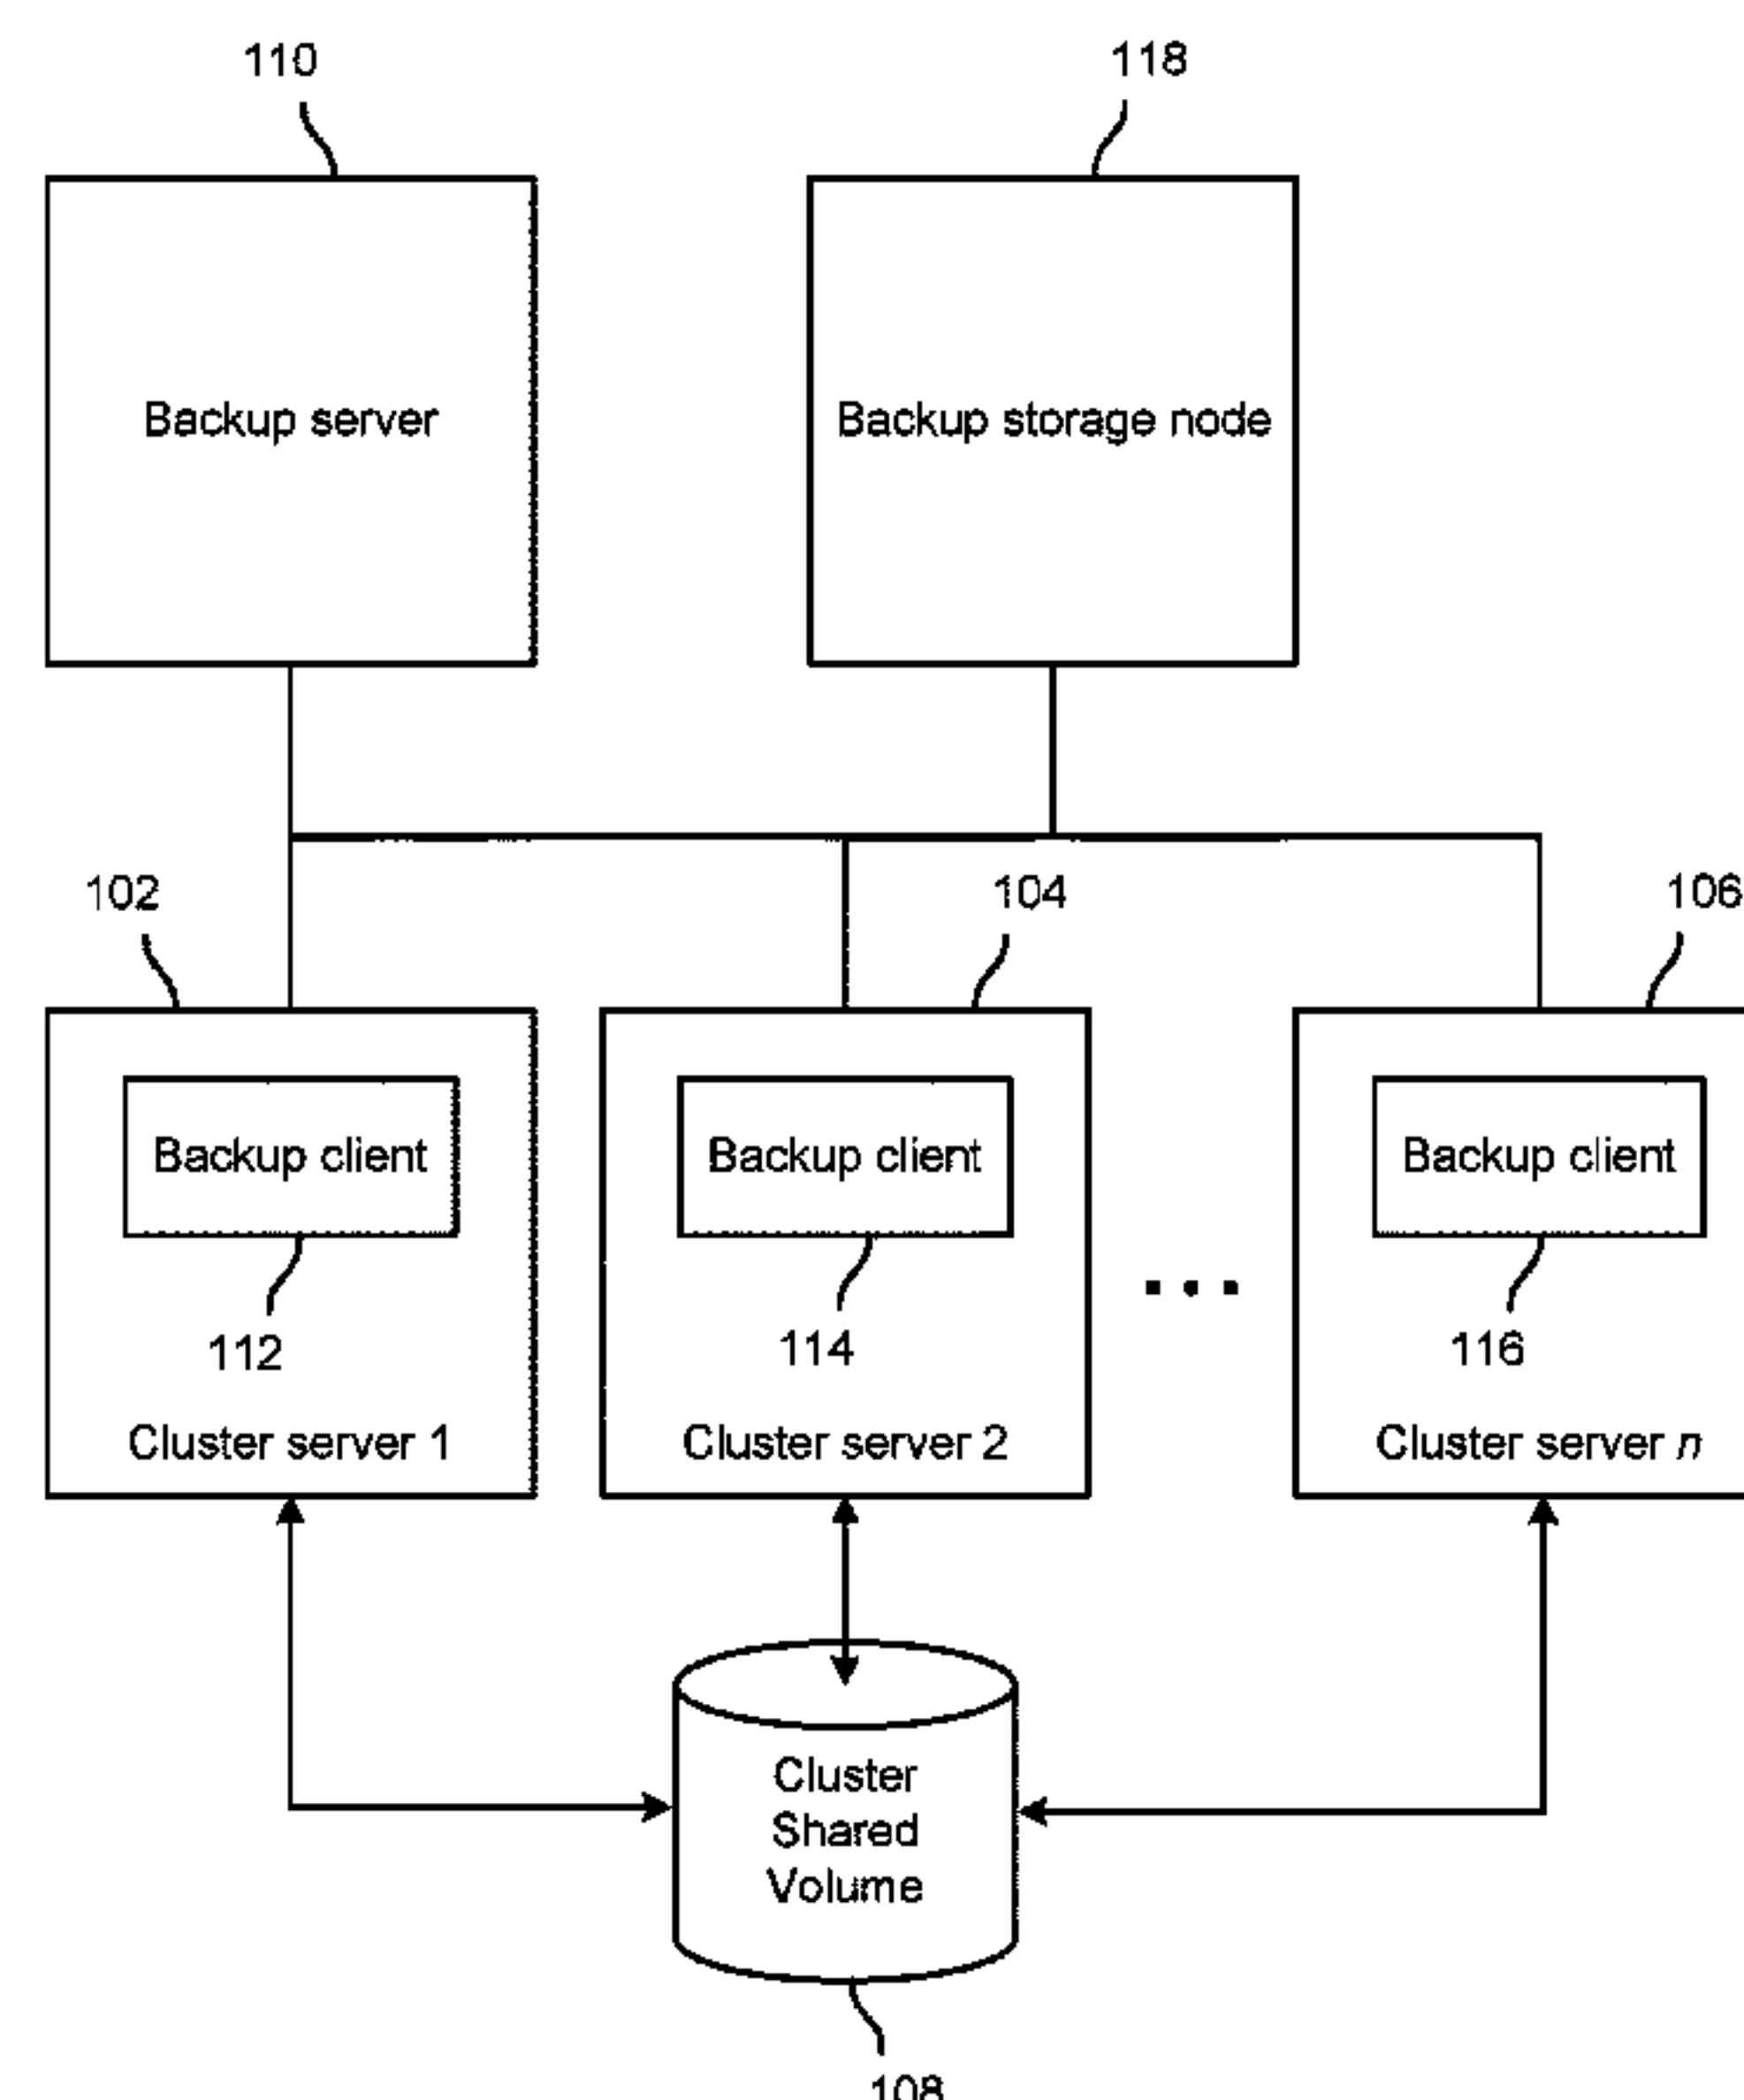 110
118
Backup server
Backup storage node
102
104
106
Backup client
Backup client
Backup client
112
114
116
Cluster server 1
Cluster server 2
Cluster server n
...
Cluster
Shared
Volume
108